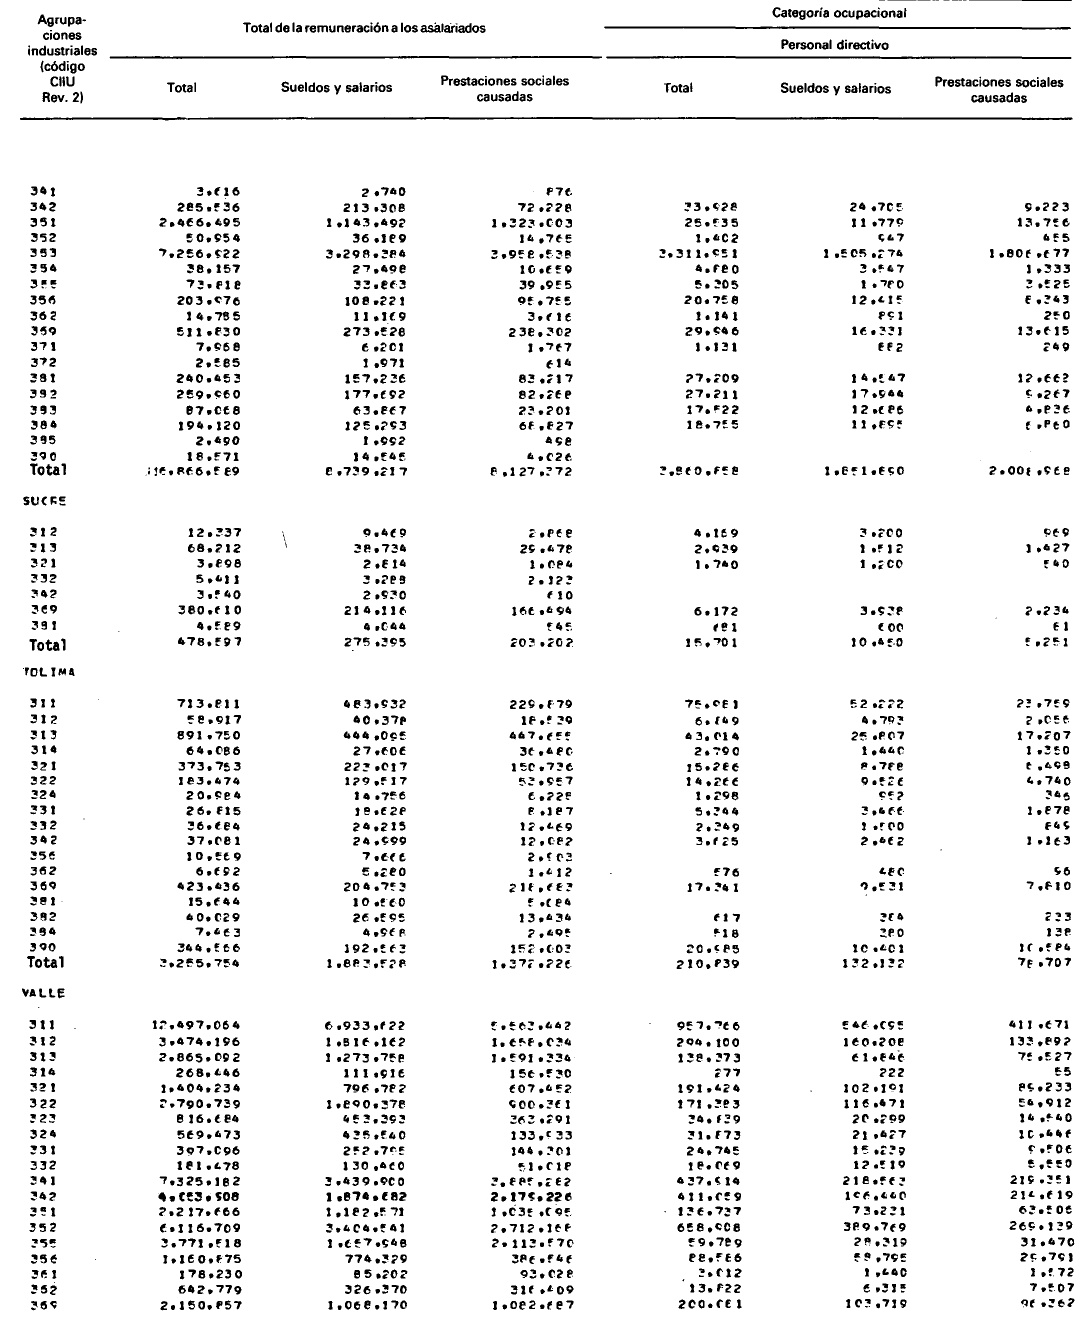 Categoría ocupacional
Agrupa-
ciones
industriales
(código
CIIU
Rev. 2)
Total de la remuneración a los asalariados
Personal directivo
Total Sueldos y salarios Prestaciones sociales causadas Total Sueldos y salarios Prestaciones sociales causadas
341 3.616 2.740 876
342 285.536 213.308 72.228 33.928 24.705 9.223
351 2.466.495 1.143.492 1.323.003 25.535 11.779 13.756
352 50.954 36.189 14.765 1.402 947 455
353 7.256.922 3.298.384 3.958.538 3.311.951 1.505.274 1.806.677
354 38.157 27.498 10.659 4.880 3.547 1.333
355 73.818 33.863 39.955 5.305 1.780 3.525
356 203.976 108.221 95.755 20.758 12.415 8.343
362 14.785 11.169 3.616 1.141 891 250
369 511.830 273.528 238.302 29.946 16.331 13.615
371 7.968 6.201 1.767 1.131 882 249
372 2.585 1.971 614
381 240.453 157.236 83.217 27.209 14.547 12.662
382 259.960 177.692 82.268 27.211 17.944 9.267
383 87.068 63.867 23.201 17.522 12.686 4.836
384 194.120 125.293 68.827 18.755 11.895 6.860
385 2.490 1.992 498
390 18.571 14.545 4.026
Total 16.866.589 8.739.217 8.127.372 3.860.658 1.851.690 2.008.968
SUCRE
312 12.337 9.469 2.868 4.169 3.200 969
313 68.212 38.734 29.478 2.939 1.512 1.427
321 3.898 2.814 1.084 1.740 1.200 540
332 5.411 3.288 2.123
342 3.540 2.930 610
369 380.610 214.116 166.494 6.172 3.938 2.234
381 4.589 4.044 545 661 600 61
Total 478.597 275.395 203.202 15.701 10.450 5.251
TOLIMA
311 713.811 483.932 229.879 75.981 52.222 23.759
312 58.917 40.378 18.539 6.849 4.793 2.056
313 891.750 444.095 447.655 43.014 25.807 17.207
314 64.086 27.606 36.480 2.790 1.440 1.350
321 373.753 223.017 150.736 15.286 8.788 6.498
322 183.474 129.517 53.957 14.266 9.526 4.740
324 20.984 14.756 6.228 1.298 952 346
331 26.815 18.628 8.187 5.344 3.466 1.878
332 36.684 24.215 12.469 2.349 1.500 849
342 37.081 24.999 12.082 3.625 2.462 1.163
356 10.569 7.666 2.903
362 6.692 5.280 1.412 576 480 96
369 423.436 204.753 218.683 17.341 9.531 7.810
381 15.644 10.560 5.084
382 40.029 26.595 13.434 617 384 233
384 7.463 4.968 2.495 518 380 138
390 344.566 192.563 152.003 20.985 10.401 10.584
Total 3.255.754 1.883.528 1.372.226 210.839 132.132 78.707
VALLE
311 12.497.064 6.933.622 5.563.442 957.766 546.095 411.671
312 3.474.196 1.816.162 1.658.034 294.100 160.208 133.892
313 2.865.092 1.273.758 1.591.334 138.373 61.846 76.527
314 268.446 111.916 156.530 277 222 55
321 1.404.234 796.782 607.452 191.424 102.191 89.233
322 2.790.739 1.890.378 900.361 171.383 116.471 54.912
323 816.684 453.393 363.291 34.839 20.299 14.540
324 569.473 435.540 133.933 31.873 21.427 10.446
331 397.096 252.795 144.301 24.745 15.239 9.506
332 181.478 130.460 51.018 18.069 12.519 5.550
341 7.325.182 3.439.900 3.885.282 437.914 218.563 219.351
342 4.053.908 1.874.682 2.179.226 411.059 196.440 214.619
351 2.217.666 1.182.571 1.035.095 136.737 73.231 63.506
352 6.116.709 3.404.541 2.712.168 658.908 389.769 269.139
355 3.771.518 1.657.948 2.113.570 59.789 28.319 31.470
356 1.160.875 774.329 386.546 88.586 58.795 29.791
361 178.230 85.202 93.028 3.012 1.440 1.572
362 642.779 326.370 316.409 13.822 6.315 7.507
369 2.150.857 1.068.170 1.082.687 200.081 103.719 96.362